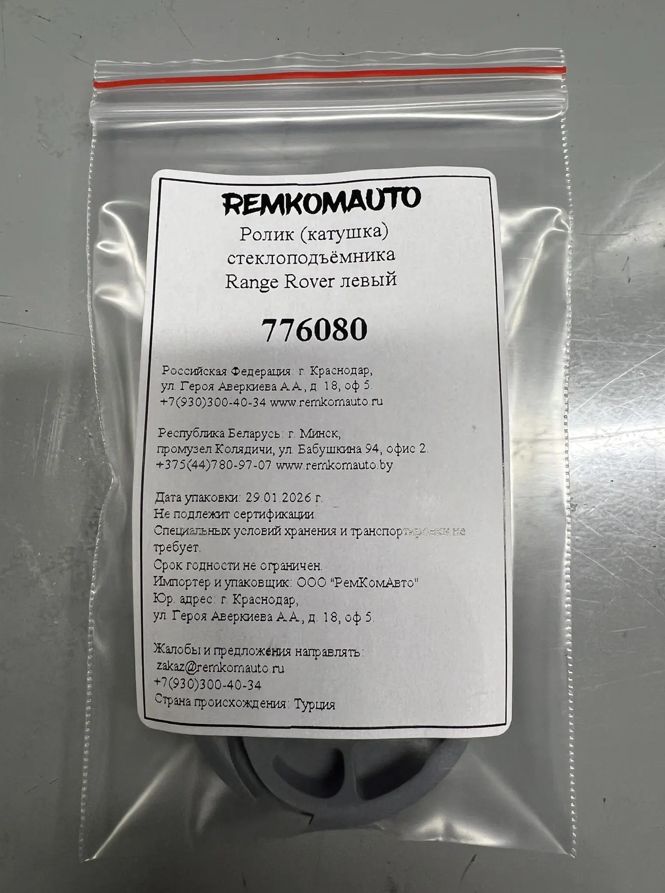 REMKOMAUTO
Ролик (катушка)
стеклоподъёмника
Range Rover левый
776080
Российская Федерация г. Краснодар,
ул. Героя Аверкиева А.А., д. 18, оф 5
+7(930)300-40-34 www.remkomauto.ru
Республика Беларусь: г. Минск,
промузел Колядичи, ул. Бабушкина 94, офис 2.
+375(44)780-97-07 www.remkomauto.by
Дата упаковки: 29.01.2026 г.
Не подлежит сертификации.
Специальных условий хранения и транспортировки не
требует.
Срок годности не ограничен.
Импортер и упаковщик: ООО "РемКомАвто"
Юр. адрес: г. Краснодар,
ул. Героя Аверкиева А.А., д. 18, оф 5.
Жалобы и предложения направлять:
zakaz@remkomauto.ru
+7(930)300-40-34
Страна происхождения: Турция